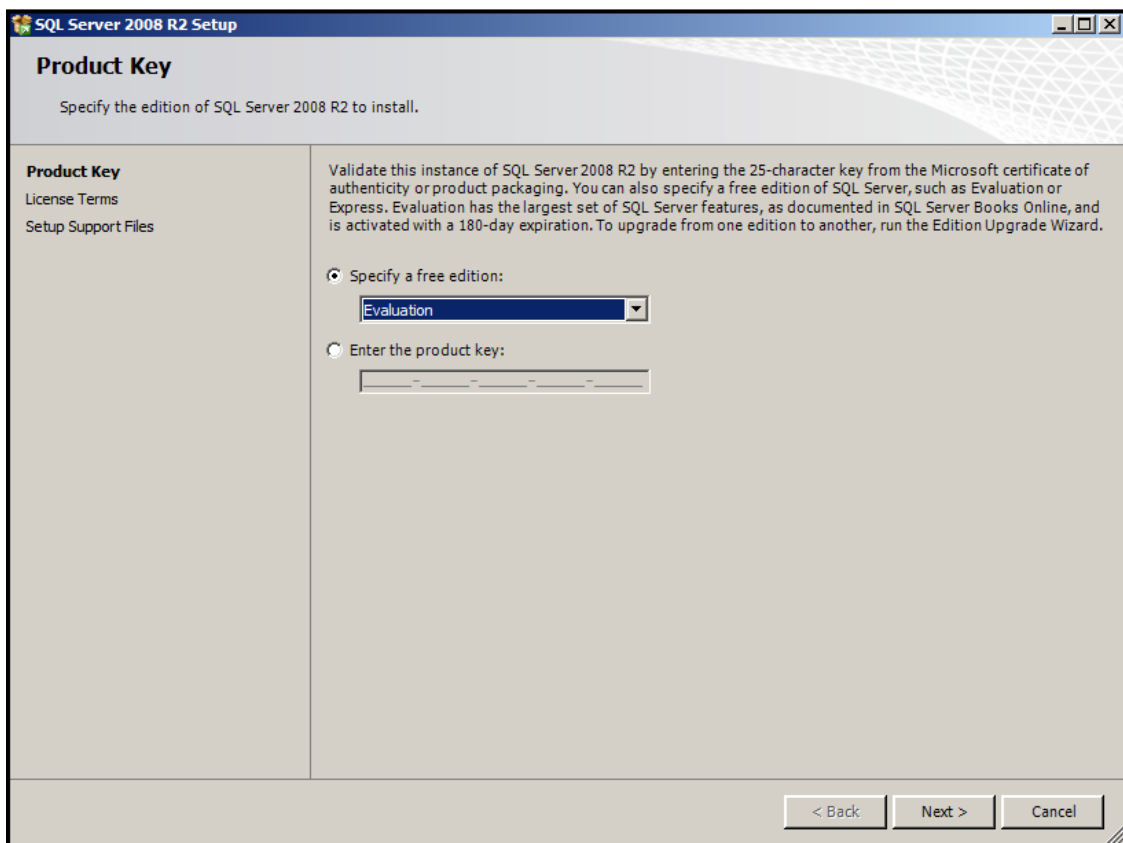 SQL Server 2008 R2 Setup
Product Key
Specify the edition of SQL Server 2008 R2 to install.
Product Key
License Terms
Setup Support Files
Validate this instance of SQL Server 2008 R2 by entering the 25-character key from the Microsoft certificate of
authenticity or product packaging. You can also specify a free edition of SQL Server, such as Evaluation or
Express. Evaluation has the largest set of SQL Server features, as documented in SQL Server Books Online, and
is activated with a 180-day expiration. To upgrade from one edition to another, run the Edition Upgrade Wizard.
Specify a free edition:
Evaluation
Enter the product key:
_____-_____-_____-_____-_____
< Back
Next >
Cancel